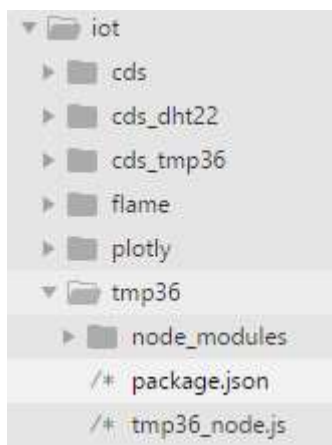 iot
cds
cds_dht22
cds_tmp36
flame
plotly
tmp36
node_modules
/* package.json
/* tmp36_node.js